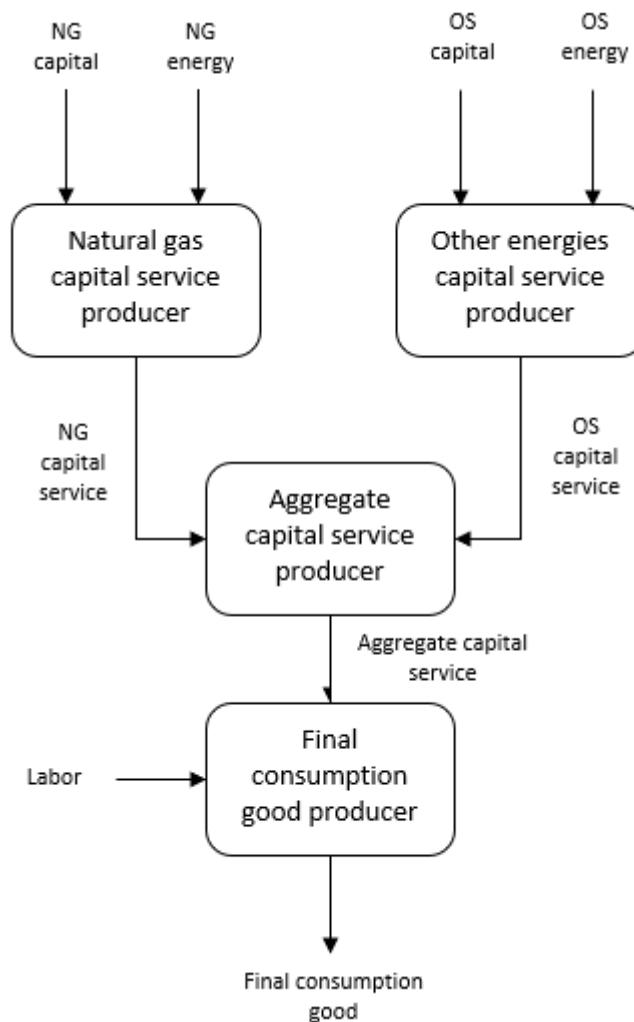 NG
capital
NG
energy
OS
capital
OS
energy
Natural gas
capital service
producer
Other energies
capital service
producer
NG
capital
service
OS
capital
service
Aggregate
capital service
producer
Aggregate capital
service
Final
consumption
good producer
Labor
Final consumption
good